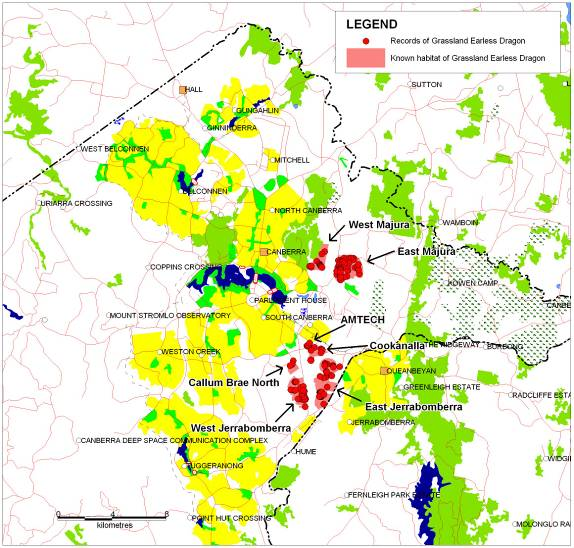 LEGEND
Records of Grassland Earless Dragon
Known habitat of Grassland Earless Dragon
SUTTON
HALL
GUNGAHLIN
GINNINDERRA
WEST BELCONNEN
MITCHELL
BELCONNEN
URIARRA CROSSING
NORTH CANBERRA
West Majura
WAMBOIN
CANBERRA
East Majura
COPPINS CROSSING
KOWEN CAMP
PARLIAMENT HOUSE
MOUNT STROMLO OBSERVATORY
SOUTH CANBERRA
AMTECH
Cookanalla
THE RIDGEWAY
BURBONG
WESTON CREEK
QUEANBEYAN
Callum Brae North
GREENLEIGH ESTATE
RADCLIFFE ESTA
East Jerrabomberra
West Jerrabomberra
JERRABOMBERRA
CANBERRA DEEP SPACE COMMUNICATION COMPLEX
HUME
TUGGERANONG
FERNLEIGH PARK ESTATE
0 4 8
kilometres
POINT HUT CROSSING
MOLONGLO RA